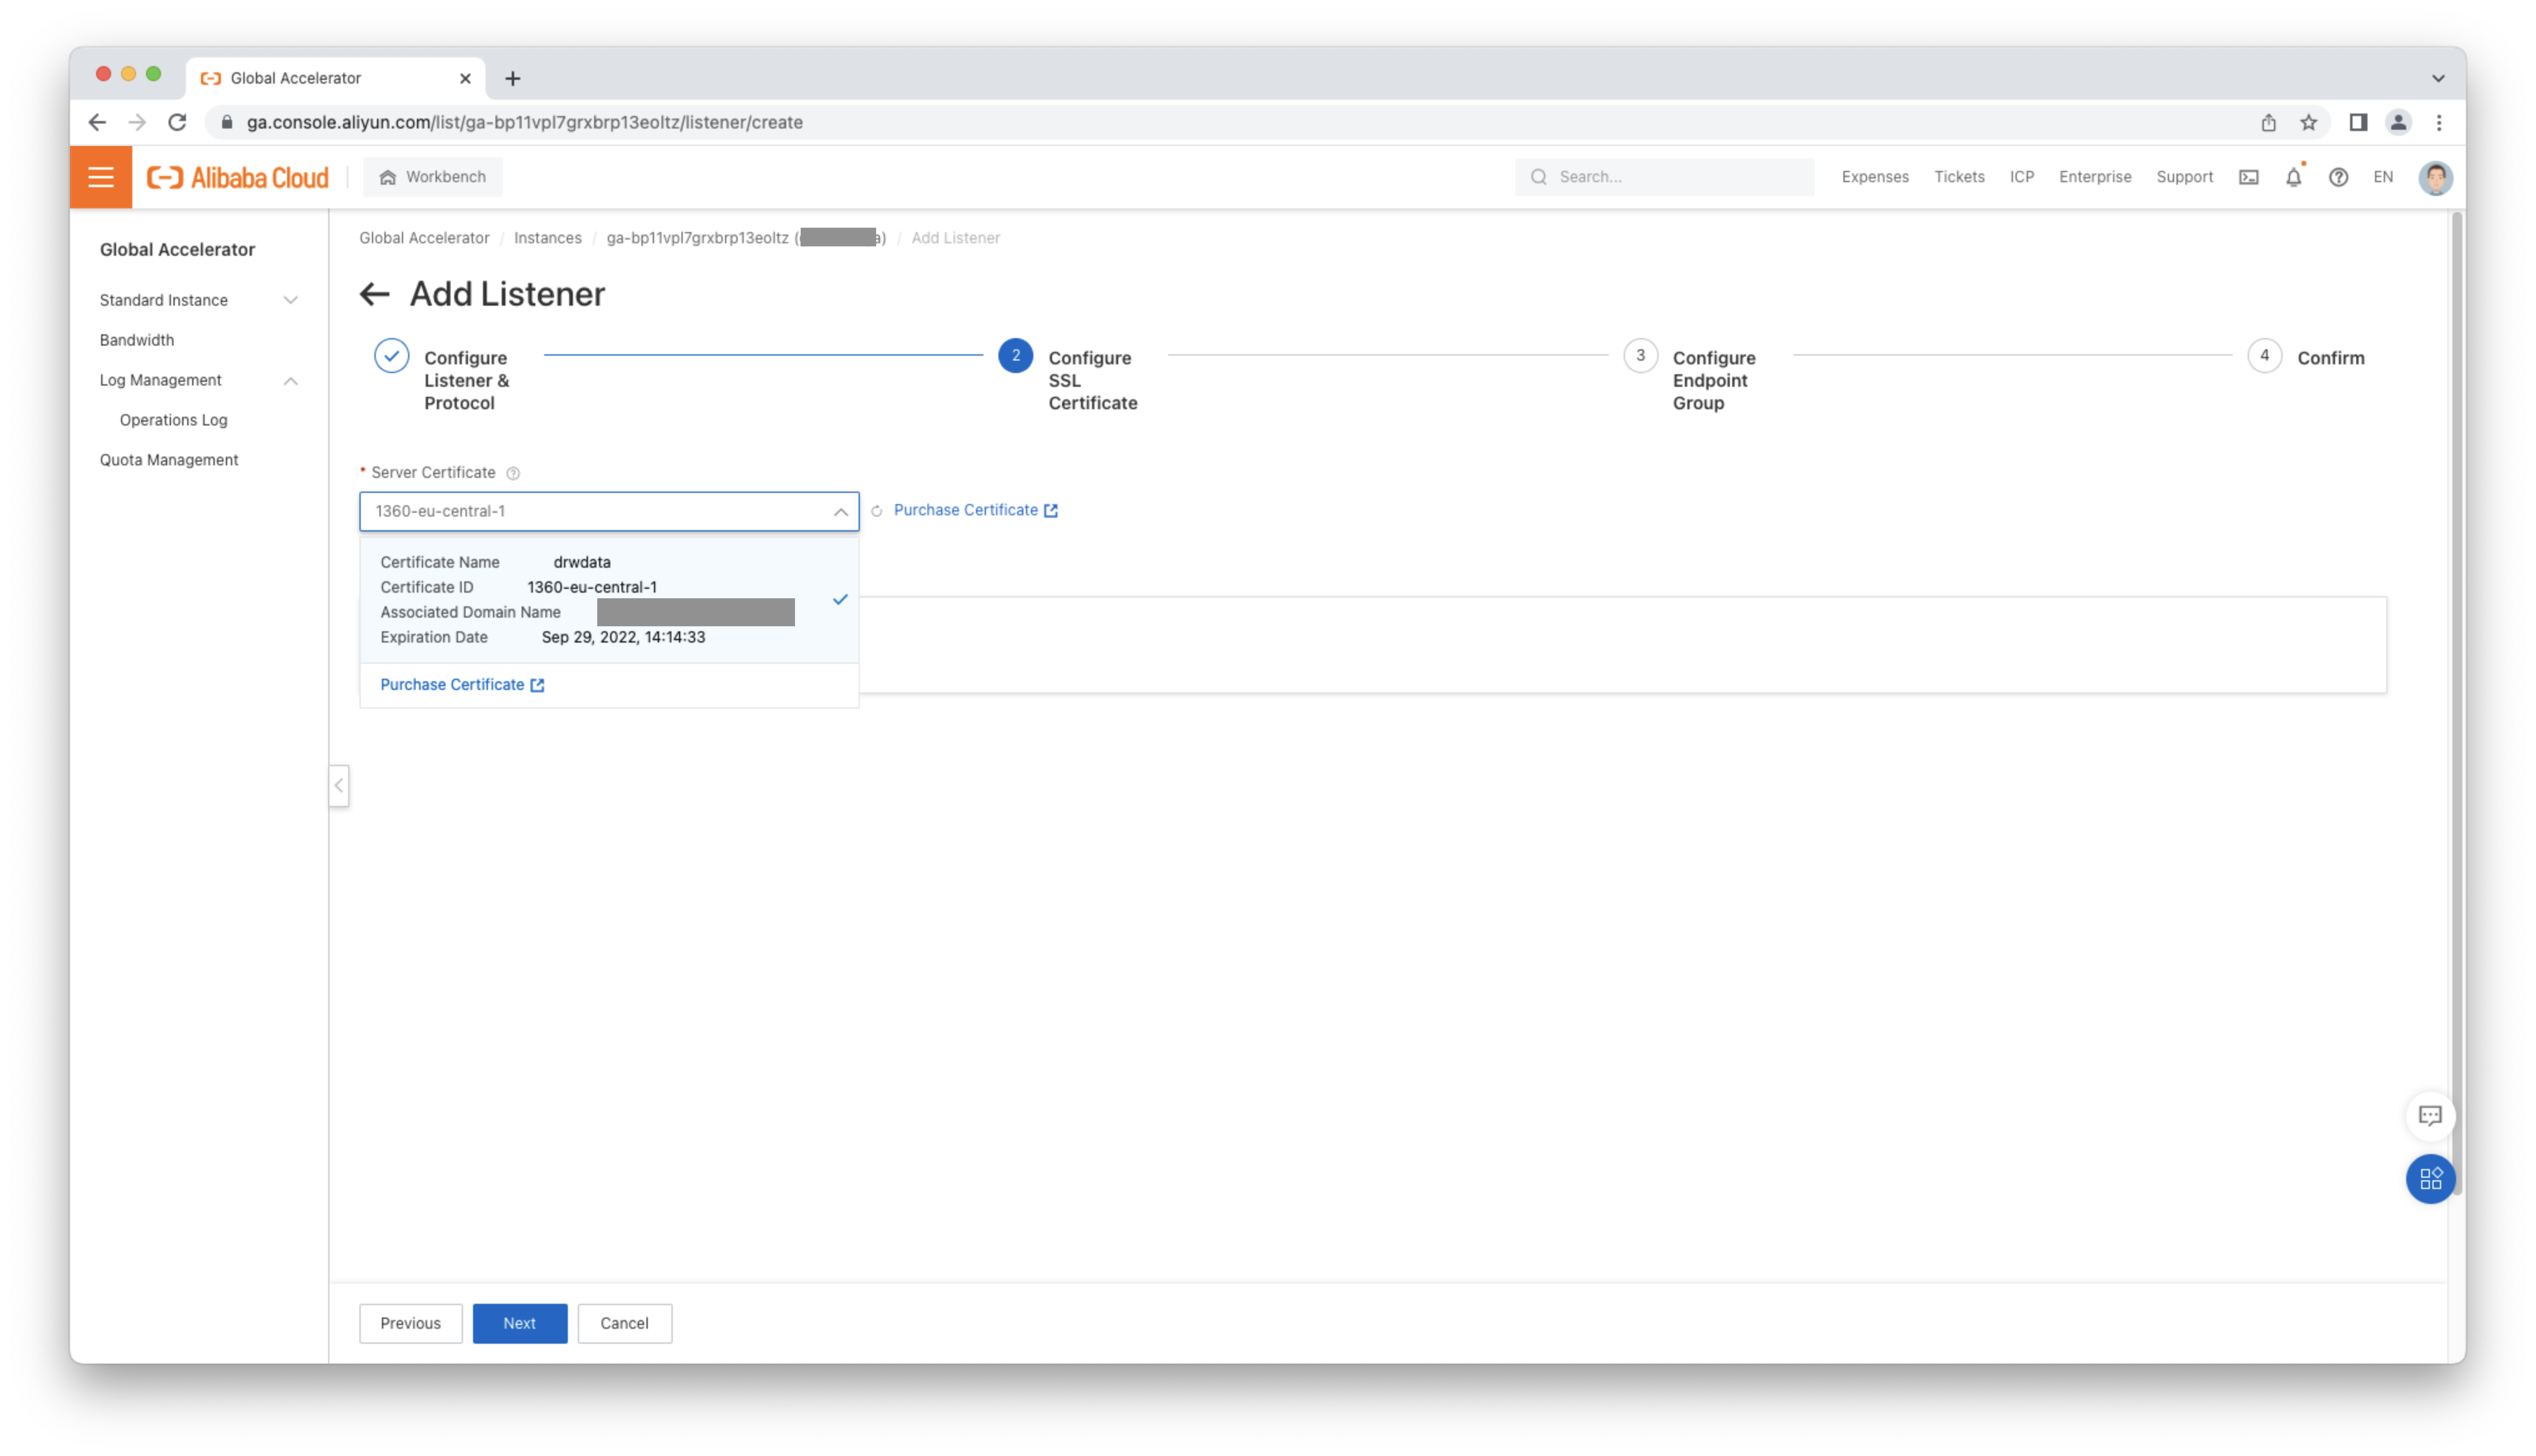 Global Accelerator
ga.console.aliyun.com/list/ga-bp11vpl7grxbrp13eoltz/listener/create
Alibaba Cloud
Workbench
Search...
Expenses
Tickets
ICP
Enterprise
Support
EN
Global Accelerator
Standard Instance
Bandwidth
Log Management
Operations Log
Quota Management
Global Accelerator / Instances / ga-bp11vpl7grxbrp13eoltz ( a) / Add Listener
Add Listener
Configure
Listener &
Protocol
2
Configure
SSL
Certificate
3
Configure
Endpoint
Group
4
Confirm
* Server Certificate
1360-eu-central-1
Purchase Certificate
Certificate Name drwdata
Certificate ID 1360-eu-central-1
Associated Domain Name
Expiration Date Sep 29, 2022, 14:14:33
Purchase Certificate
Previous
Next
Cancel